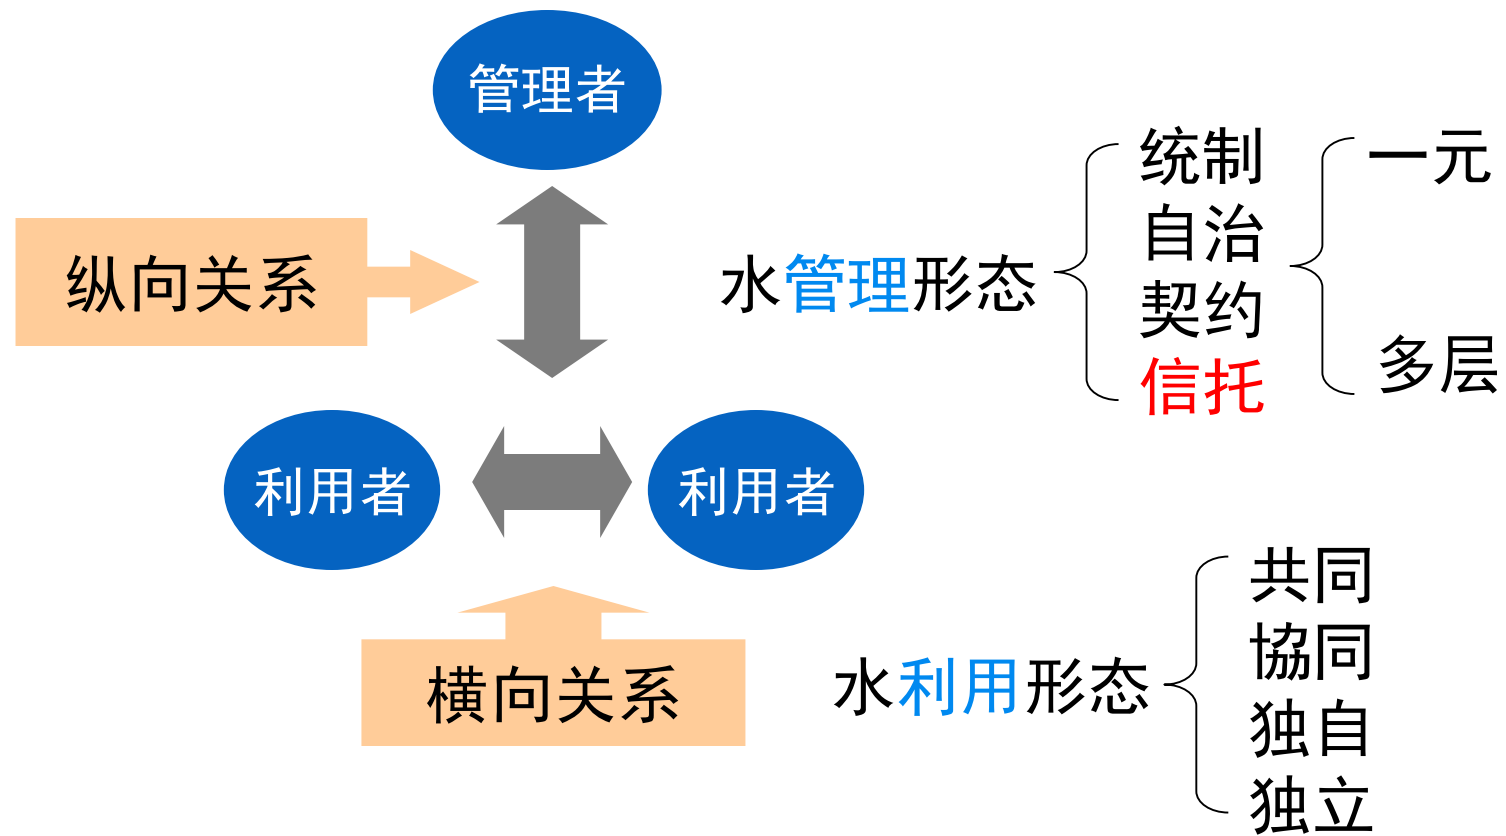 管理者
纵向关系
利用者
利用者
横向关系
水管理形态
统制
自治
契约
信托
一元
多层
水利用形态
共同
協同
独自
独立